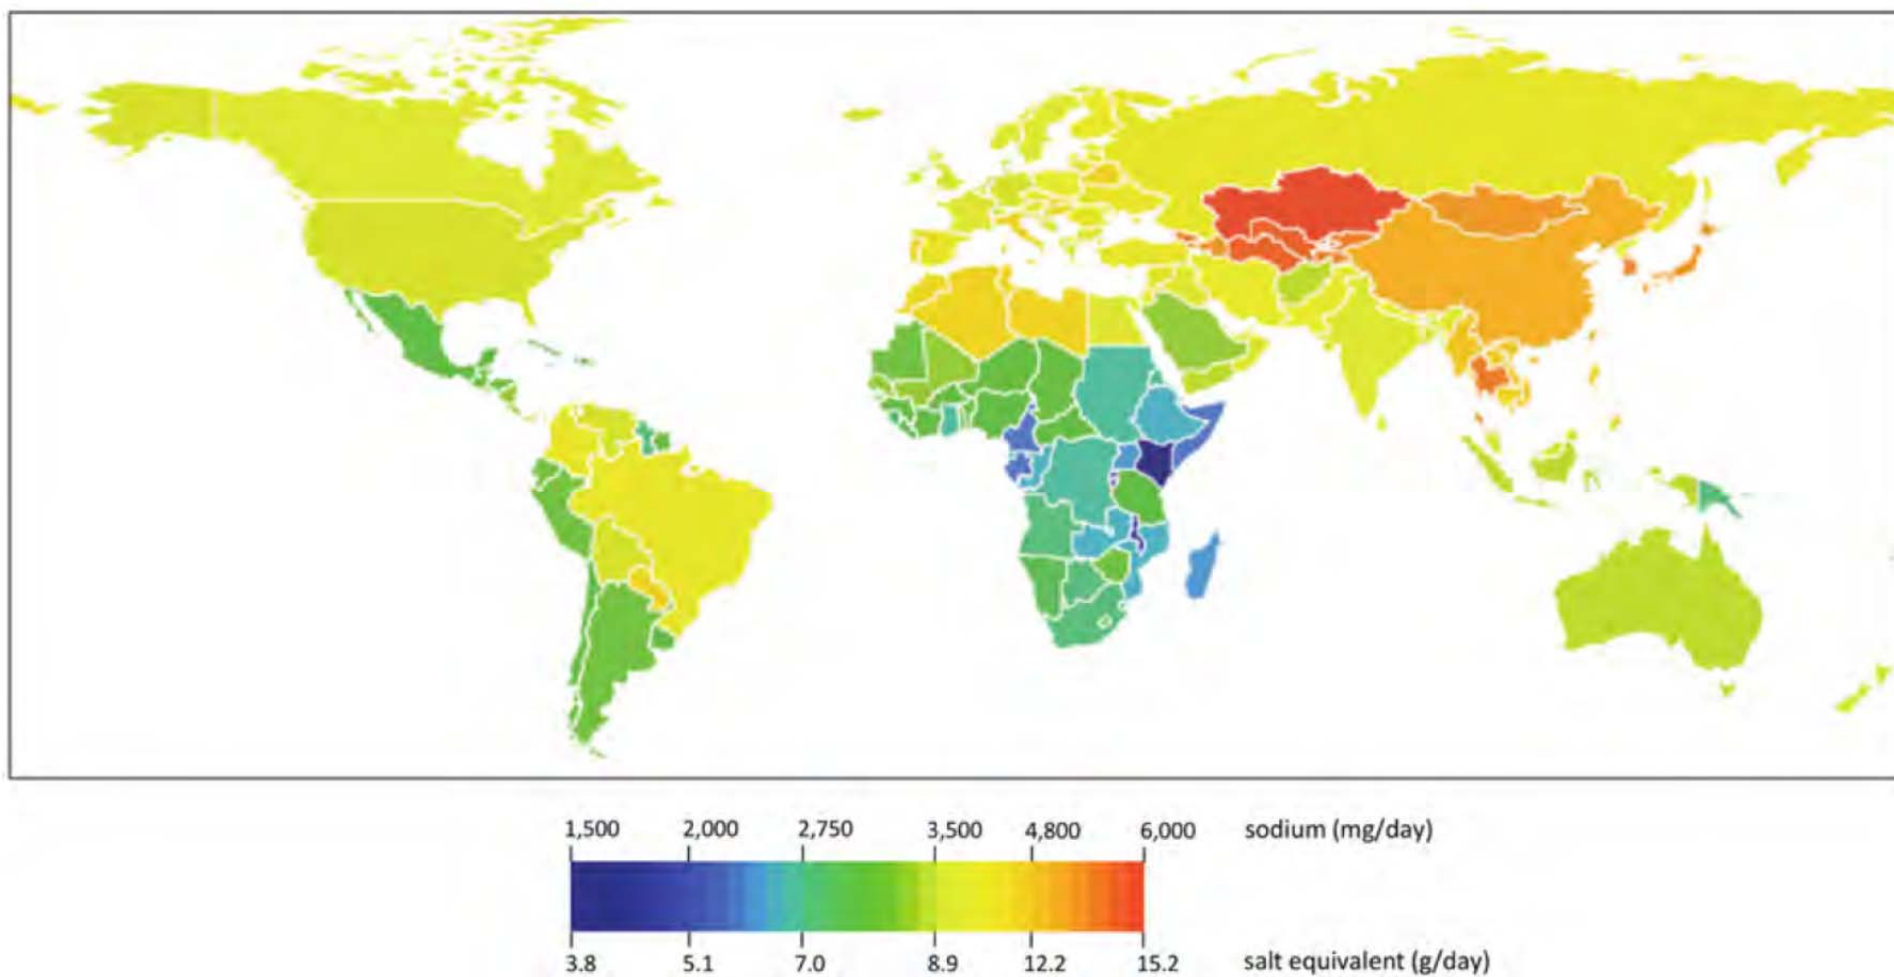 1,500 2,000 2,750 3,500 4,800 6,000 sodium (mg/day)
3.8 5.1 7.0 8.9 12.2 15.2 salt equivalent (g/day)